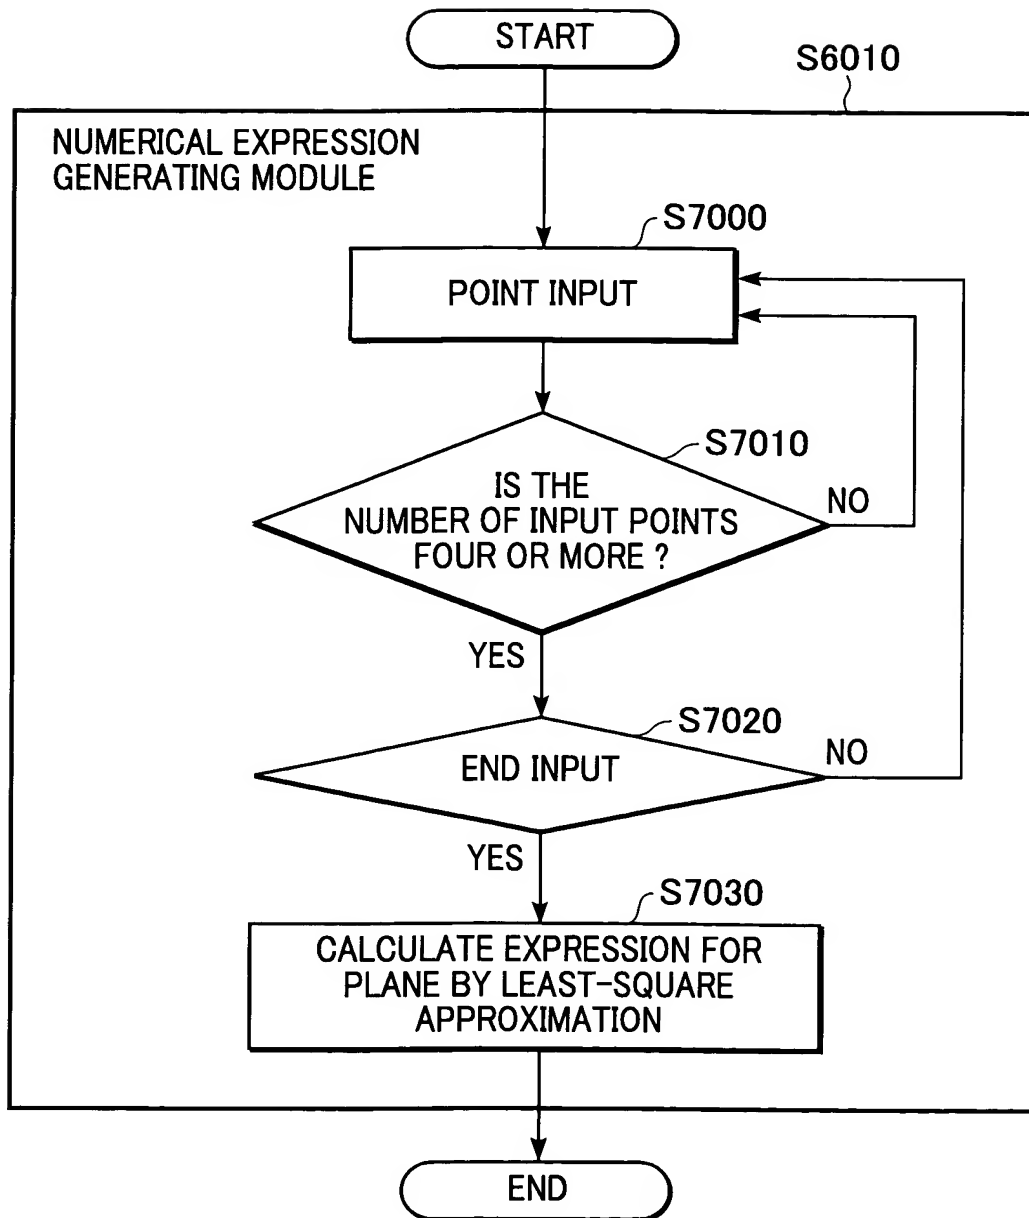 START
S6010
NUMERICAL EXPRESSION
GENERATING MODULE
S7000
POINT INPUT
S7010
IS THE
NUMBER OF INPUT POINTS
FOUR OR MORE ?
NO
YES
S7020
END INPUT
NO
YES
S7030
CALCULATE EXPRESSION FOR
PLANE BY LEAST-SQUARE
APPROXIMATION
END